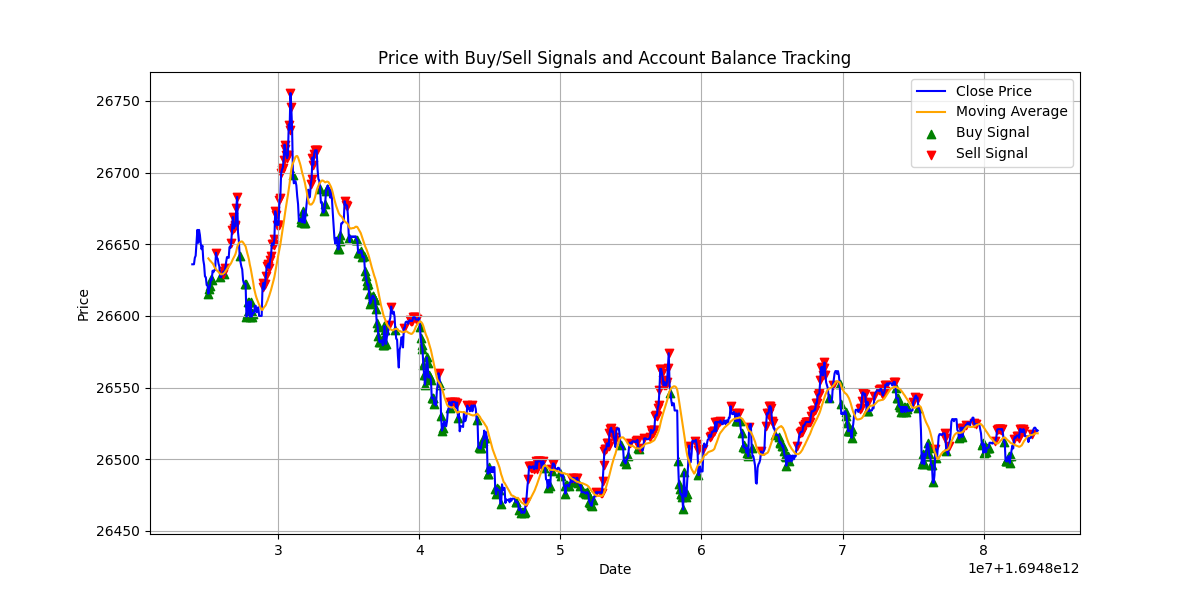 Price with Buy/Sell Signals and Account Balance Tracking
Close Price
Moving Average
Buy Signal
Sell Signal
26750
26700
26650
26600
26550
26500
26450
Price
3 4 5 6 7 8
Date
1e7+1.6948e12